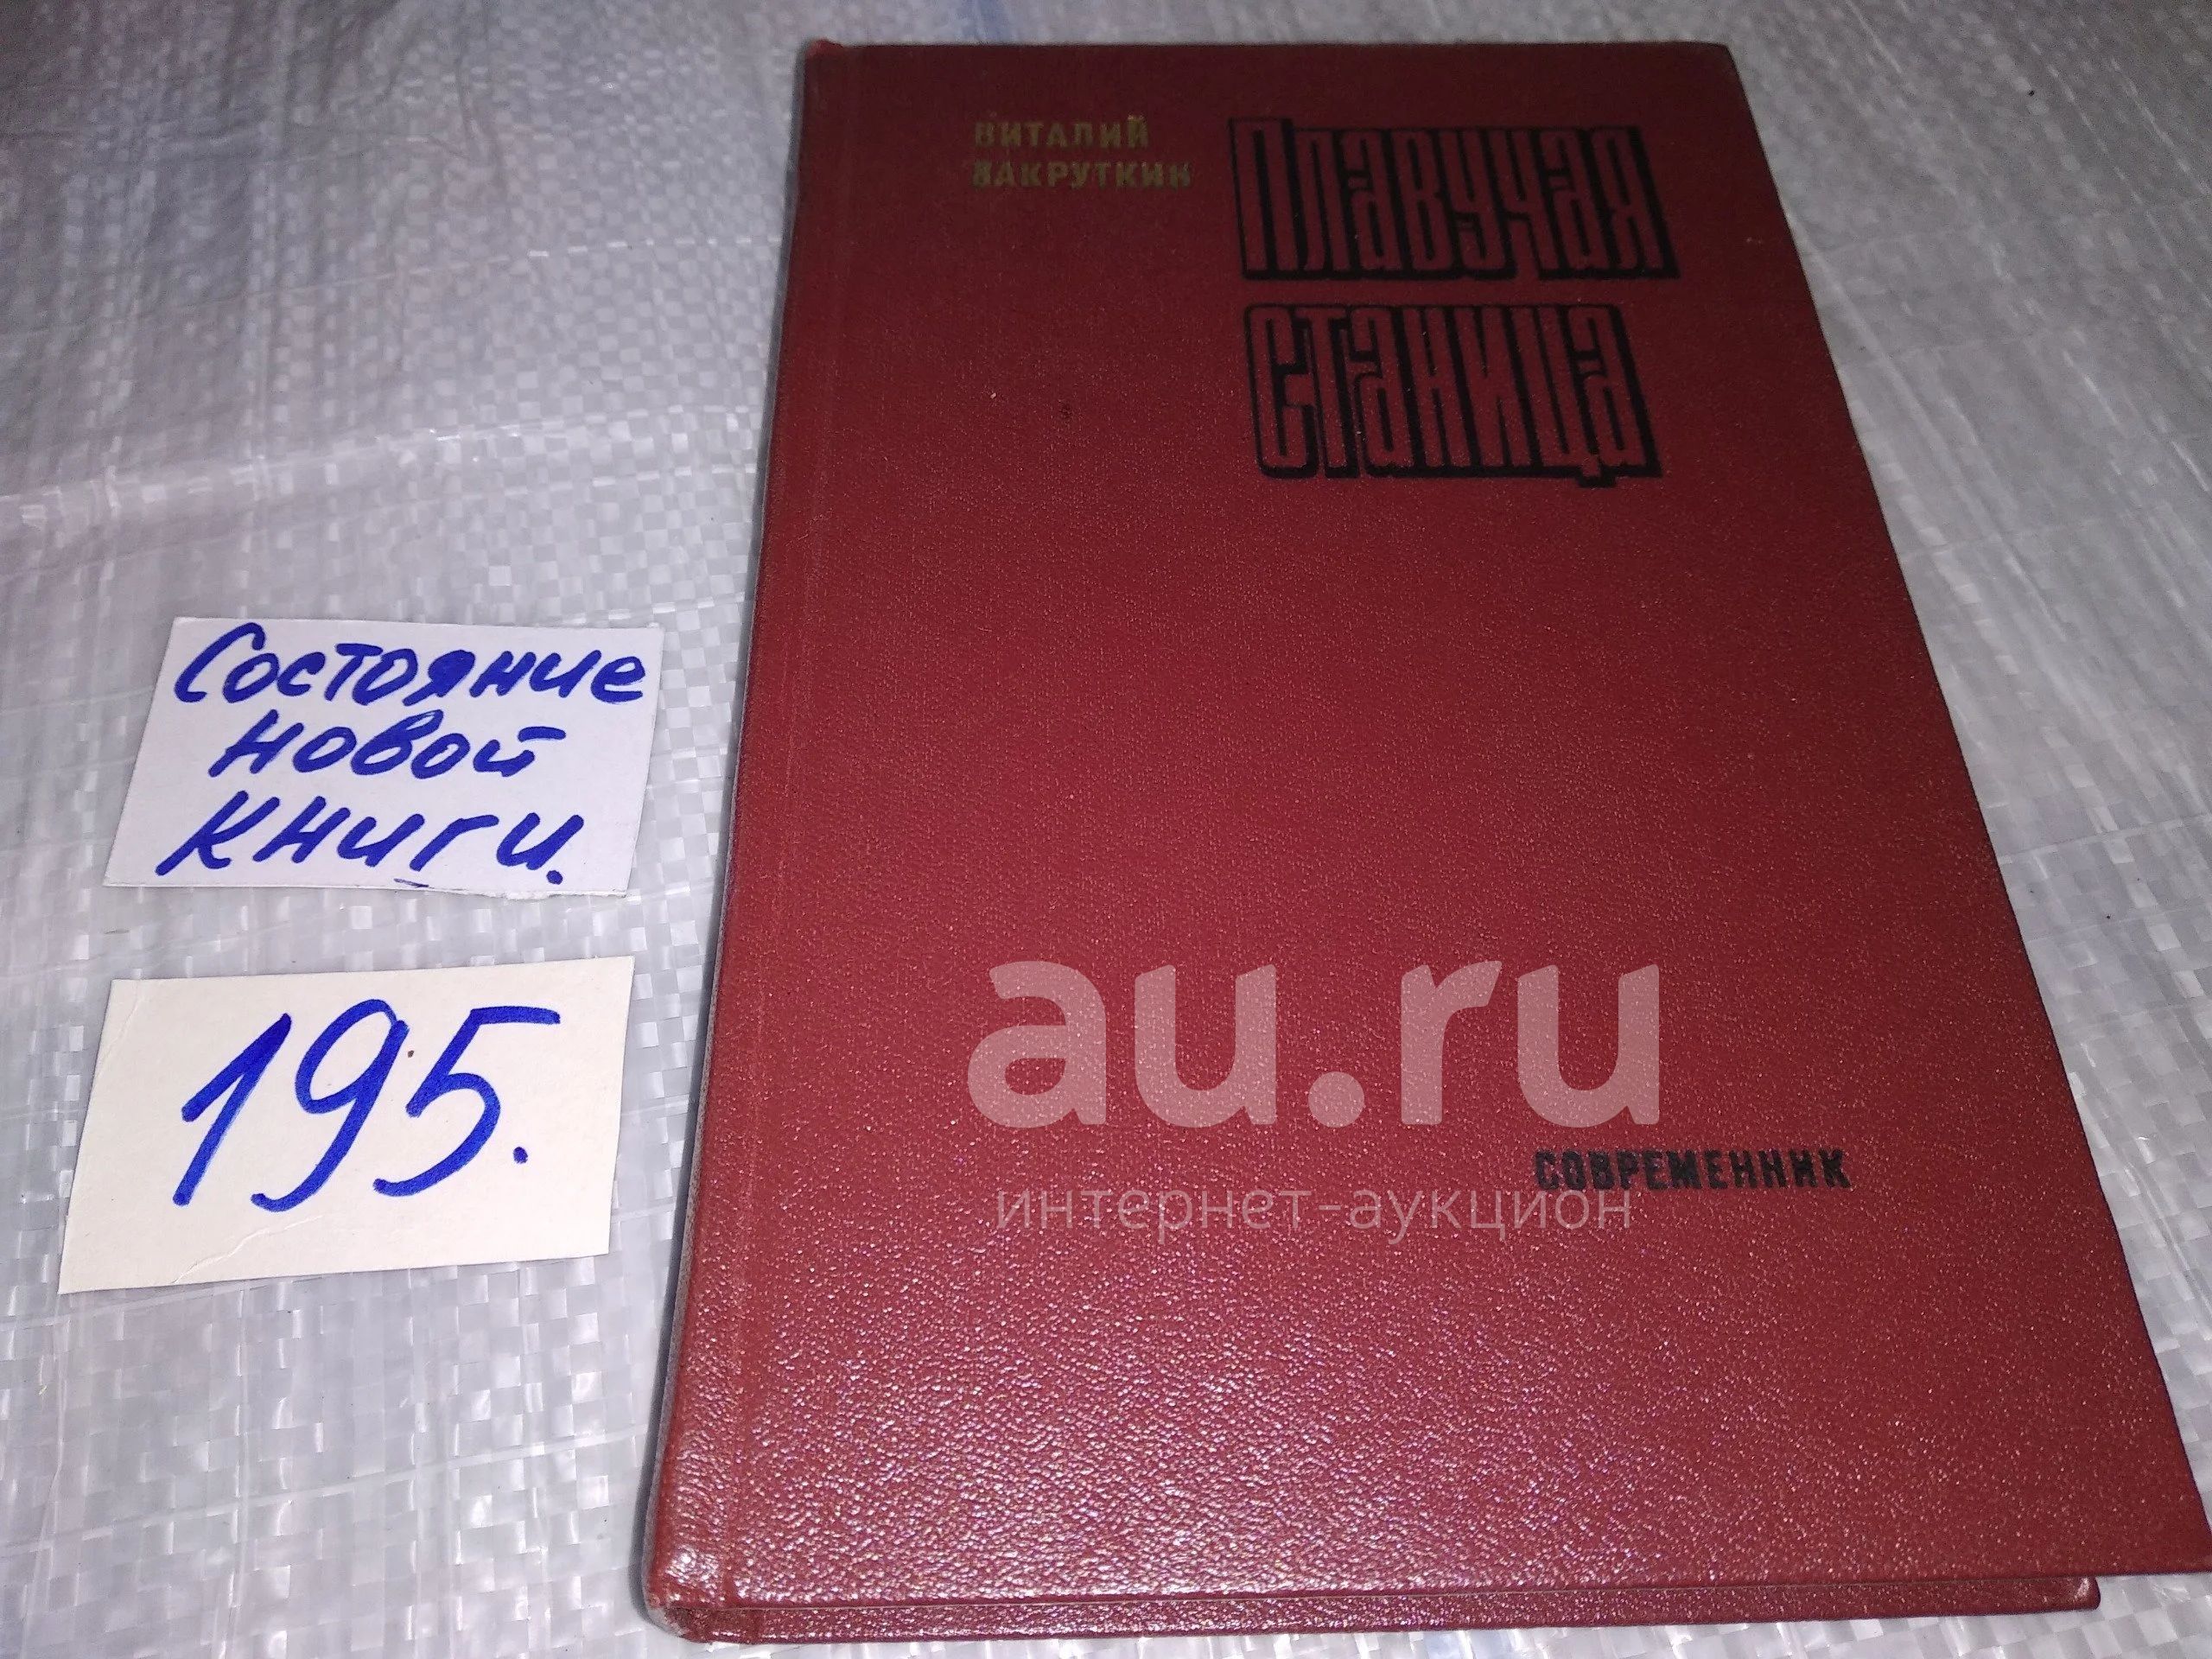 Виталий
Закруткин
Плавучая
станица
Состояние
новой
книги.
195.
au.ru
СОВРЕМЕННИК
интернет-аукцион